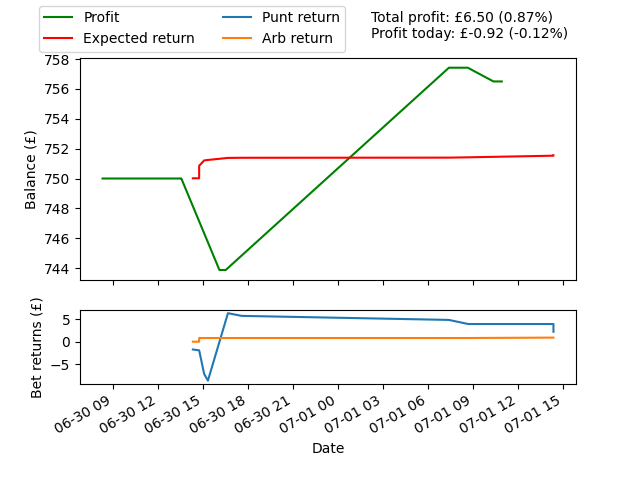 Profit
Expected return
Punt return
Arb return
Total profit: £6.50 (0.87%)
Profit today: £-0.92 (-0.12%)
Balance (£)
758
756
754
752
750
748
746
744
Bet returns (£)
5
0
−5
06-30 09
06-30 12
06-30 15
06-30 18
06-30 21
07-01 00
07-01 03
07-01 06
07-01 09
07-01 12
07-01 15
Date